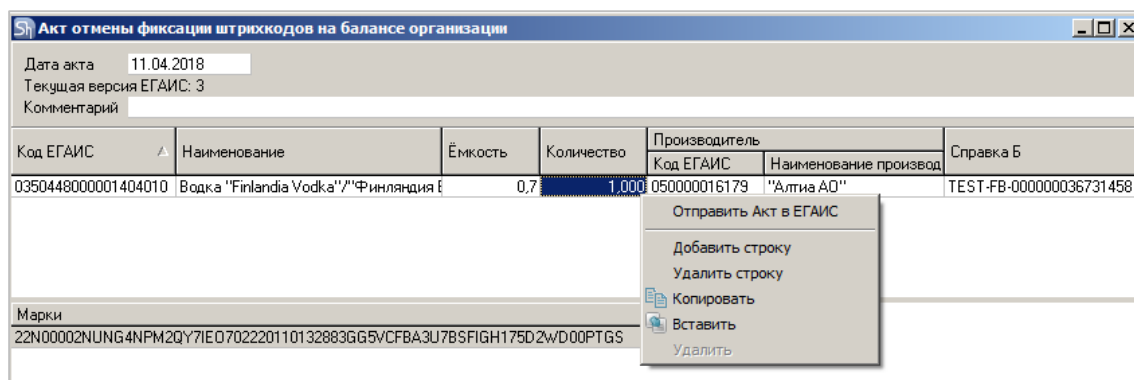 Sh Акт отмены фиксации штрихкодов на балансе организации
Дата акта 11.04.2018
Текущая версия ЕГАИС: 3
Комментарий
Код ЕГАИС Наименование Ёмкость Количество Производитель Справка Б
Код ЕГАИС Наименование производ
0350448000001404010 Водка "Finlandia Vodka"/"Финляндия 0,7 1,000 050000016179 "Алтиа АО" TEST-FB-000000036731458
Отправить Акт в ЕГАИС
Добавить строку
Удалить строку
Копировать
Вставить
Удалить
Марки
22N00002NUNG4NPM2QY7IEO702220110132883GG5VCFBA3U7BSFIGH175D2WD00PTGS